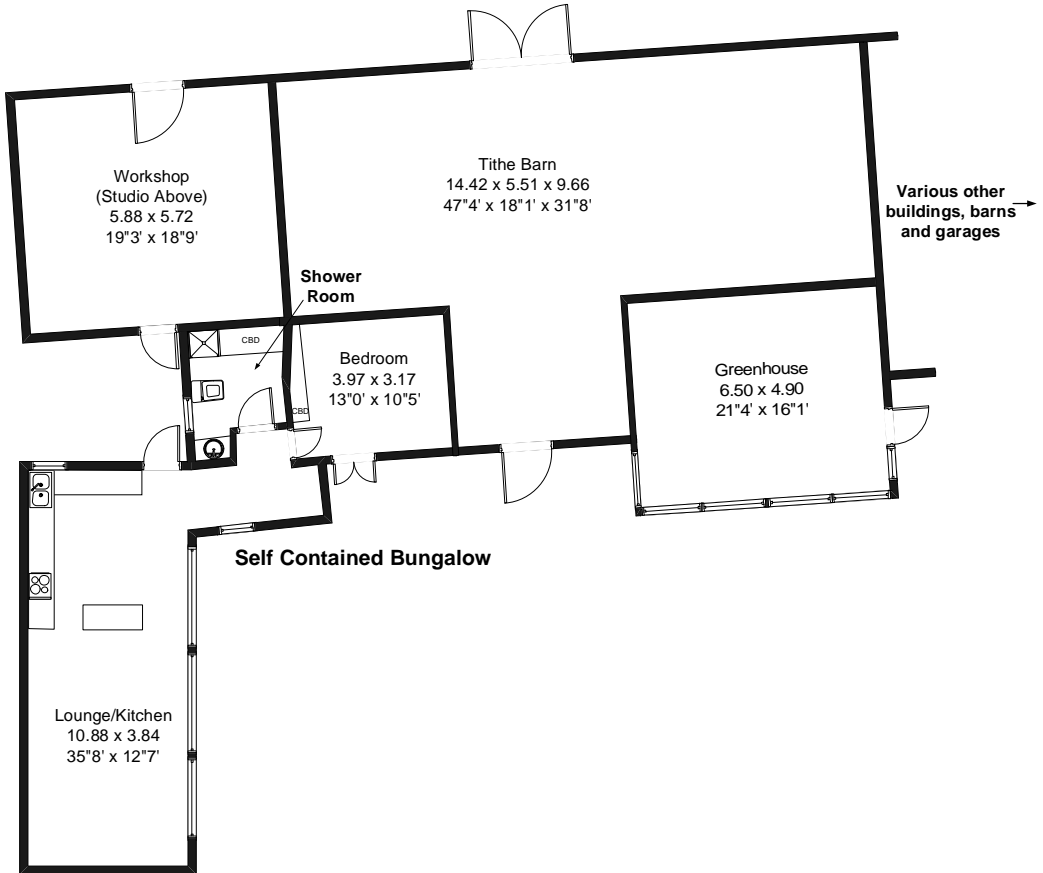 Tithe Barn
14.42 x 5.51 x 9.66
47"4' x 18"1' x 31"8'
Workshop
(Studio Above)
5.88 x 5.72
19"3' x 18"9'
Various other
buildings, barns
and garages
Shower
Room
CBD
Bedroom
3.97 x 3.17
13"0' x 10"5'
CBD
Greenhouse
6.50 x 4.90
21"4' x 16"1'
Self Contained Bungalow
Lounge/Kitchen
10.88 x 3.84
35"8' x 12"7'